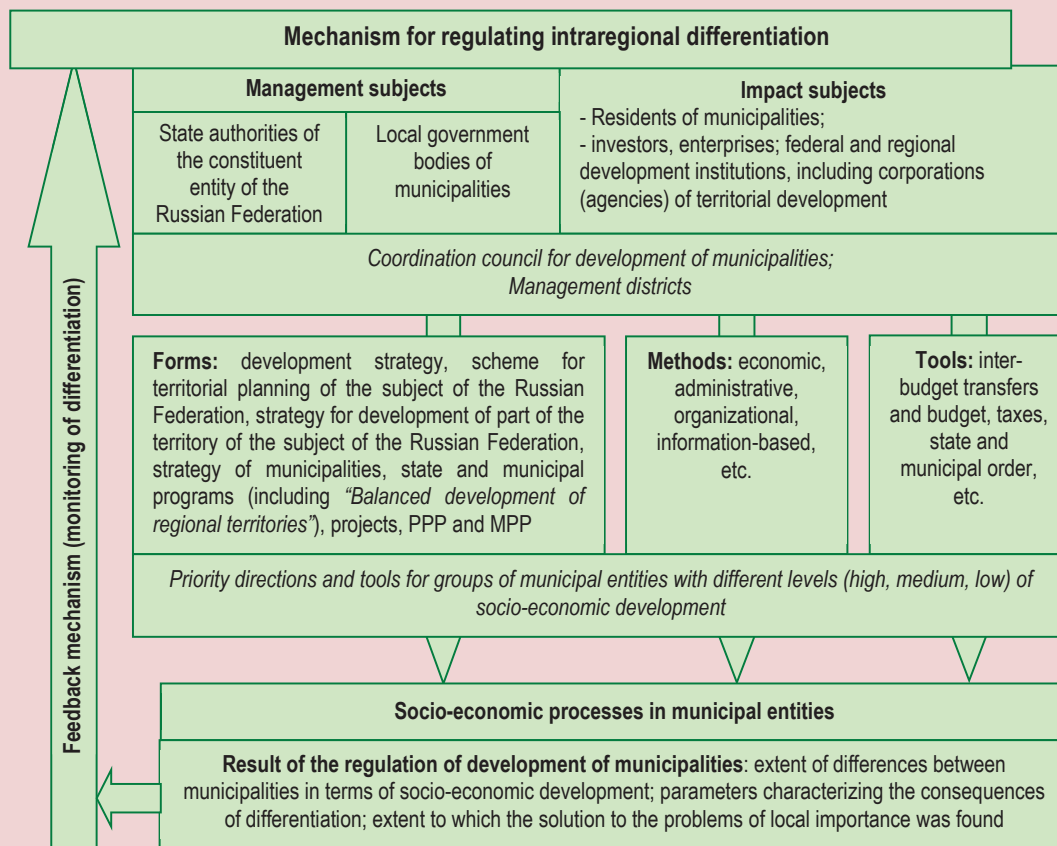 Mechanism for regulating intraregional differentiation
Management subjects
State authorities of
the constituent
entity of the
Russian Federation
Local government
bodies of
municipalities
Impact subjects
- Residents of municipalities;
- investors, enterprises; federal and regional
development institutions, including corporations
(agencies) of territorial development
Coordination council for development of municipalities;
Management districts
Forms: development strategy, scheme for
territorial planning of the subject of the Russian
Federation, strategy for development of part of the
territory of the subject of the Russian Federation,
strategy of municipalities, state and municipal
programs (including “Balanced development of
regional territories”), projects, PPP and MPP
Methods: economic,
administrative,
organizational,
information-based,
etc.
Tools: inter-
budget transfers
and budget, taxes,
state and
municipal order,
etc.
Priority directions and tools for groups of municipal entities with different levels (high, medium, low) of
socio-economic development
Socio-economic processes in municipal entities
Result of the regulation of development of municipalities: extent of differences between
municipalities in terms of socio-economic development; parameters characterizing the consequences
of differentiation; extent to which the solution to the problems of local importance was found
Feedback mechanism (monitoring of differentiation)